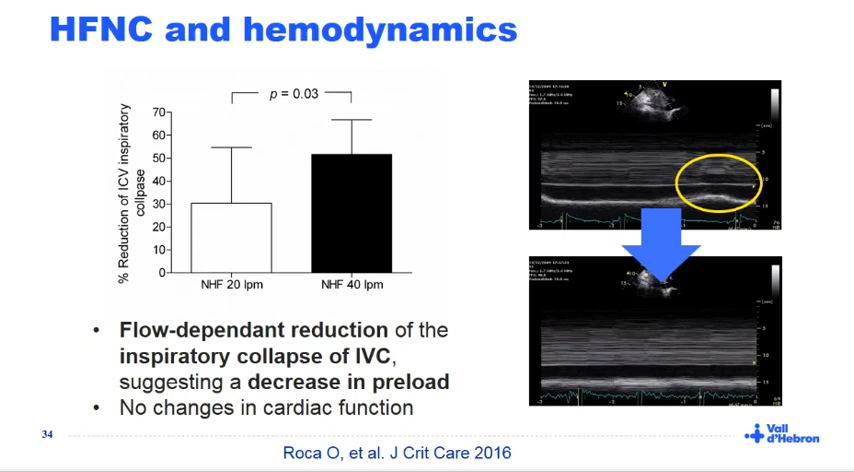 HFNC and hemodynamics
p = 0.03
% Reduction of ICV inspiratory
collpase
70
60
50
40
30
20
10
0
NHF 20 lpm
NHF 40 lpm
• Flow-dependant reduction of the
inspiratory collapse of IVC,
suggesting a decrease in preload
• No changes in cardiac function
34
Vall
d'Hebron
Roca O, et al. J Crit Care 2016